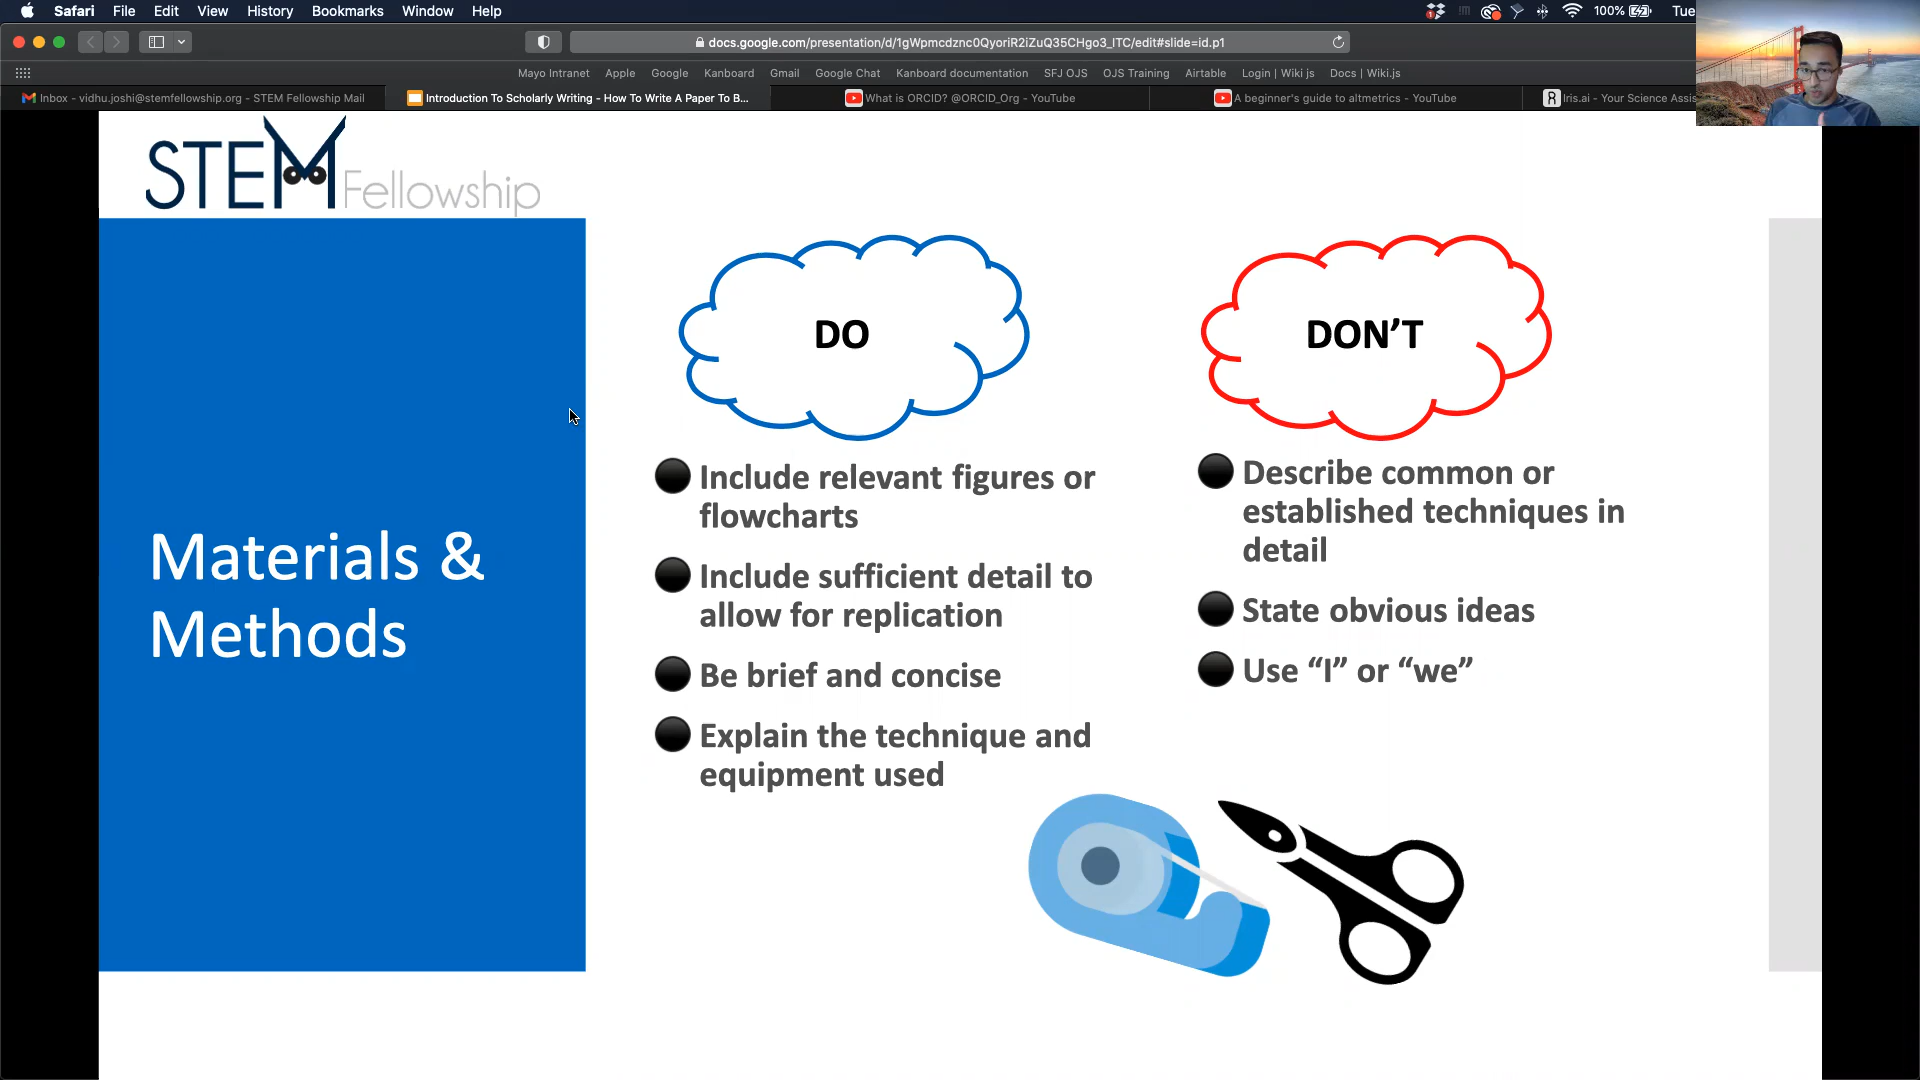 Safari File Edit View History Bookmarks Window Help 100% Tue
docs.google.com/presentation/d/1gWpmcdznc0QyoriR2iZuQ35CHgo3_ITC/edit#slide=id.p1
Mayo Intranet Apple Google Kanboard Gmail Google Chat Kanboard documentation SFJ OJS OJS Training Airtable Login | Wiki js Docs | Wiki.js
Inbox - vidhu.joshi@stemfellowship.org - STEM Fellowship Mail Introduction To Scholarly Writing - How To Write A Paper To B... What is ORCID? @ORCID_Org - YouTube A beginner's guide to altmetrics - YouTube R Iris.ai - Your Science Assis
STEM Fellowship
Materials &
Methods
DO
Include relevant figures or
flowcharts
Include sufficient detail to
allow for replication
Be brief and concise
Explain the technique and
equipment used
DON’T
Describe common or
established techniques in
detail
State obvious ideas
Use “I” or “we”